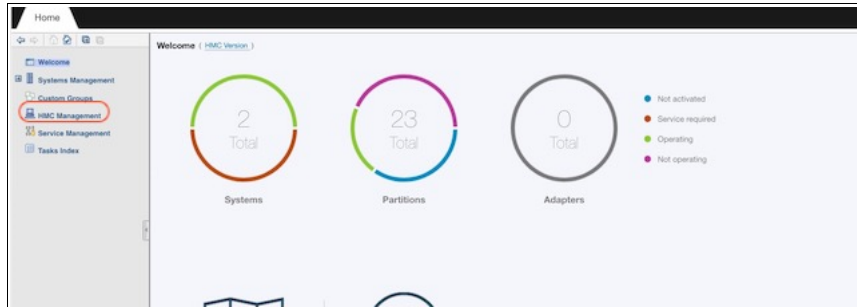 Home
Welcome ( HMC Version )
Welcome
Systems Management
Custom Groups
HMC Management
Service Management
Tasks Index
2
Total
Systems
23
Total
Partitions
0
Total
Adapters
Not activated
Service required
Operating
Not operating